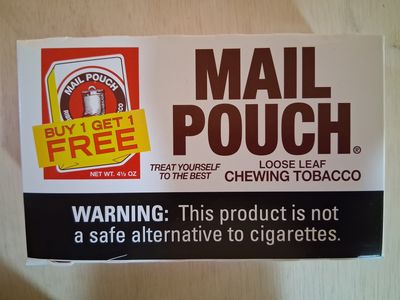 MAIL POUCH
BUY 1 GET 1
FREE
NET WT. 4½ OZ
MAIL
POUCH®
TREAT YOURSELF
TO THE BEST
LOOSE LEAF
CHEWING TOBACCO
WARNING: This product is not
a safe alternative to cigarettes.